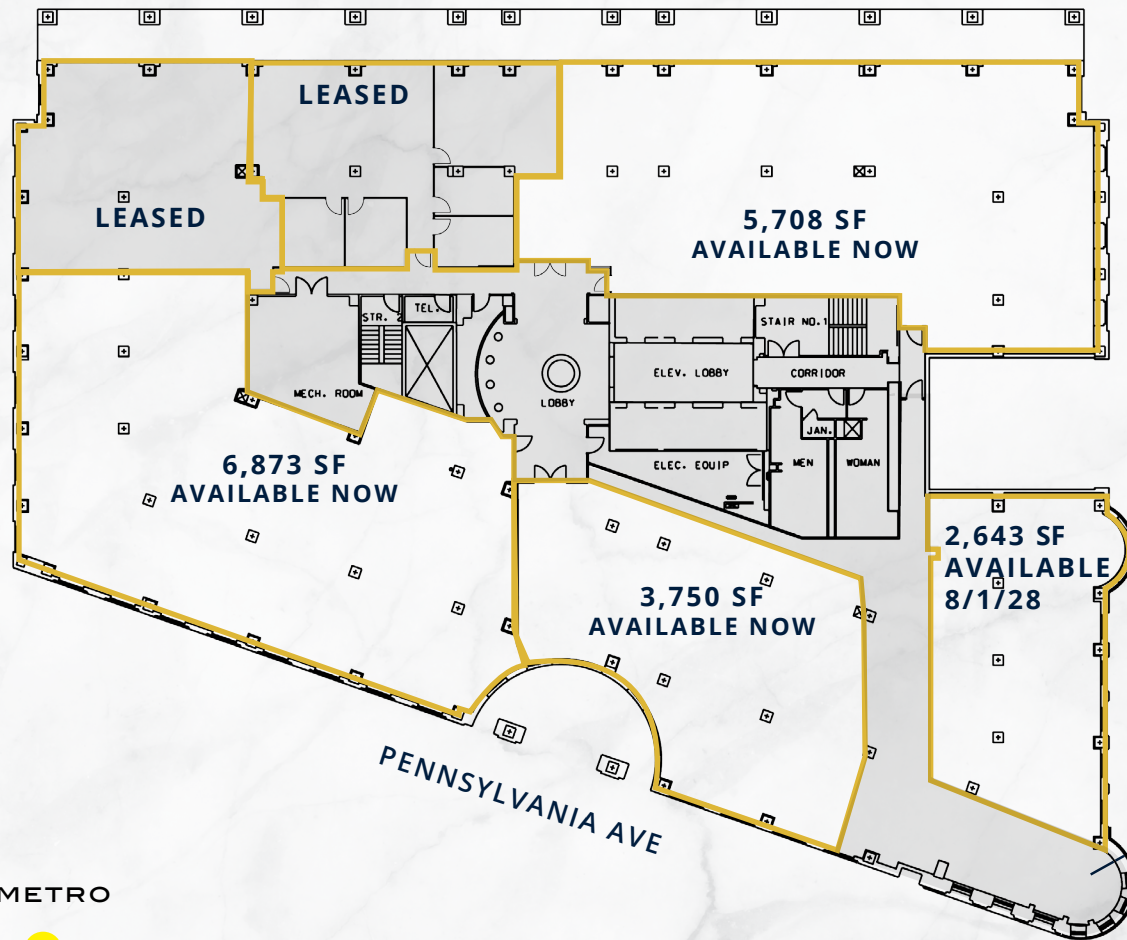 LEASED
LEASED
5,708 SF
AVAILABLE NOW
STR. 2
TEL.
STAIR NO.1
ELEV. LOBBY
CORRIDOR
MECH. ROOM
LOBBY
JAN.
MEN
WOMAN
ELEC. EQUIP
6,873 SF
AVAILABLE NOW
2,643 SF
AVAILABLE
8/1/28
3,750 SF
AVAILABLE NOW
PENNSYLVANIA AVE
METRO